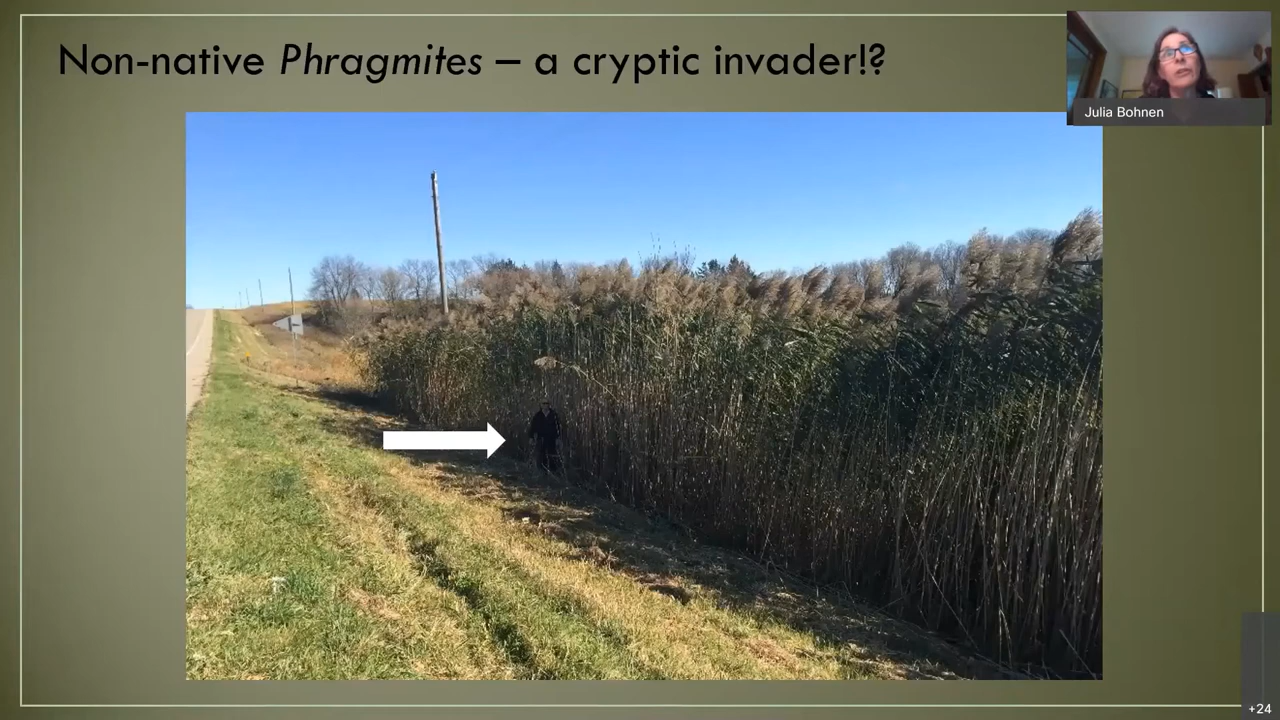 Non-native Phragmites – a cryptic invader!?
Julia Bohnen
+24